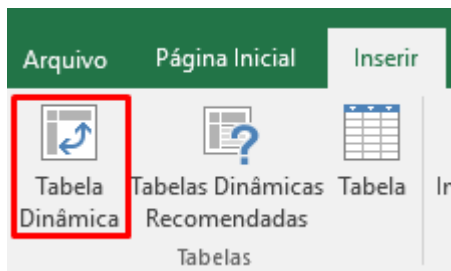 Arquivo Página Inicial Inserir
Tabela Tabelas Dinâmicas Tabela
Dinâmica Recomendadas
Tabelas